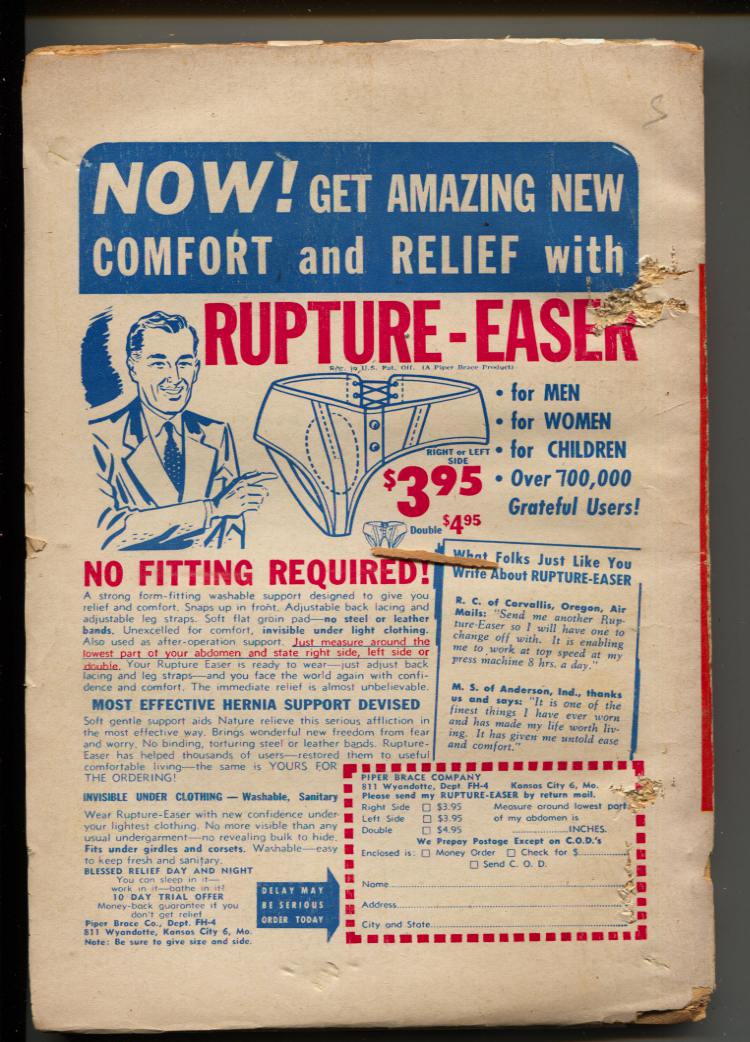 S
NOW! GET AMAZING NEW
COMFORT and RELIEF with
RUPTURE-EASER
Reg. in U.S. Pat. Off. (A Piper Brace Product)
• for MEN
• for WOMEN
• for CHILDREN
• Over 700,000
Grateful Users!
RIGHT or LEFT
SIDE
$3.95
Double $4.95
NO FITTING REQUIRED!
A strong form-fitting washable support designed to give you
relief and comfort. Snaps up in front. Adjustable back lacing and
adjustable leg straps. Soft flat groin pad—no steel or leather
bands. Unexcelled for comfort, invisible under light clothing.
Also used as after-operation support. Just measure around the
lowest part of your abdomen and state right side, left side or
double. Your Rupture Easer is ready to wear—just adjust back
lacing and leg straps—and you face the world again with confi-
dence and comfort. The immediate relief is almost unbelievable.
MOST EFFECTIVE HERNIA SUPPORT DEVISED
Soft gentle support aids Nature relieve this serious affliction in
the most effective way. Brings wonderful new freedom from fear
and worry. No binding, torturing steel or leather bands. Rupture-
Easer has helped thousands of users—restored them to useful
comfortable living—the same is YOURS FOR
THE ORDERING!
INVISIBLE UNDER CLOTHING — Washable, Sanitary
Wear Rupture-Easer with new confidence under
your lightest clothing. No more visible than any
usual undergarment—no revealing bulk to hide.
Fits under girdles and corsets. Washable—easy
to keep fresh and sanitary.
BLESSED RELIEF DAY AND NIGHT
You can sleep in it—
work in it—bathe in it!
10 DAY TRIAL OFFER
Money-back guarantee if you
don't get relief
Piper Brace Co., Dept. FH-4
811 Wyandotte, Kansas City 6, Mo.
Note: Be sure to give size and side.
DELAY MAY
BE SERIOUS
ORDER TODAY
What Folks Just Like You
Write About RUPTURE-EASER
R. C. of Corvallis, Oregon, Air
Mails: "Send me another Rup-
ture-Easer so I will have one to
change off with. It is enabling
me to work at top speed at my
press machine 8 hrs. a day."
M. S. of Anderson, Ind., thanks
us and says: "It is one of the
finest things I have ever worn
and has made my life worth liv-
ing. It has given me untold ease
and comfort."
PIPER BRACE COMPANY
811 Wyandotte, Dept FH-4 Kansas City 6, Mo.
Please send my RUPTURE-EASER by return mail.
Right Side □ $3.95 Measure around lowest part
Left Side □ $3.95 of my abdomen is
Double □ $4.95 ............INCHES.
We Prepay Postage Except on C.O.D.'s
Enclosed is: □ Money Order □ Check for $......
□ Send C. O. D.
Name
Address
City and State